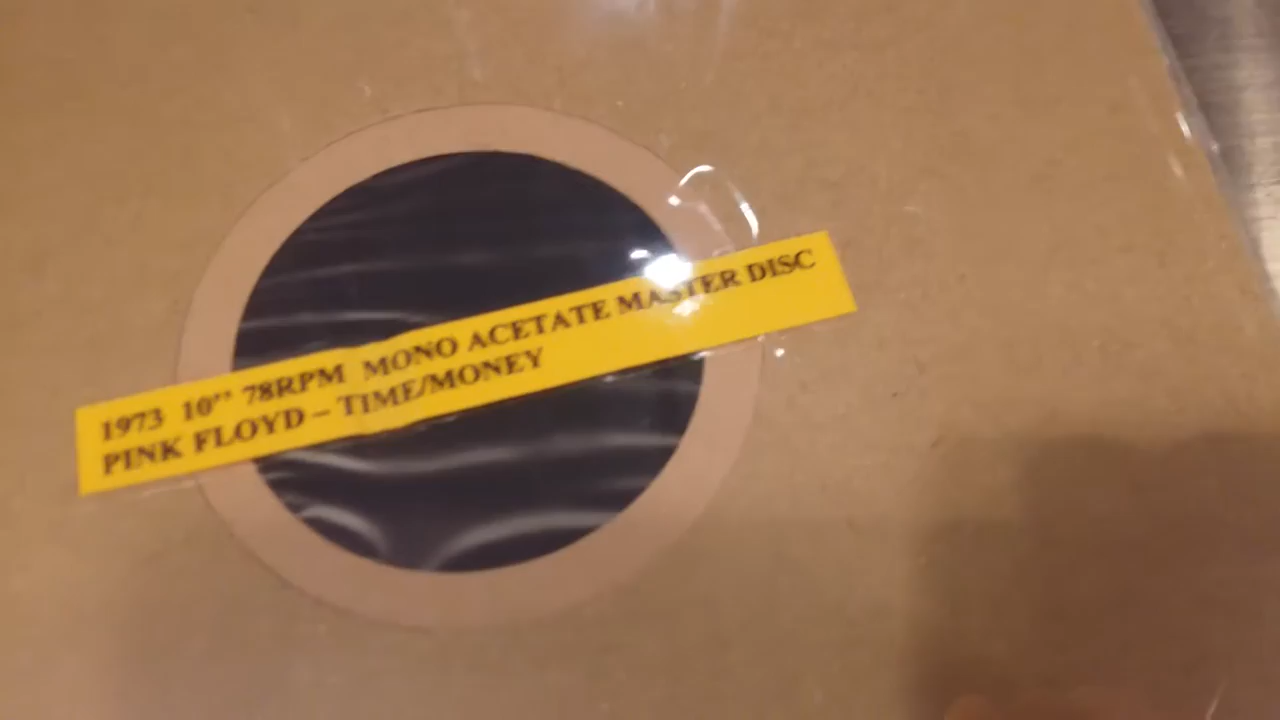 1973 10’’ 78RPM MONO ACETATE MASTER DISC
PINK FLOYD – TIME/MONEY